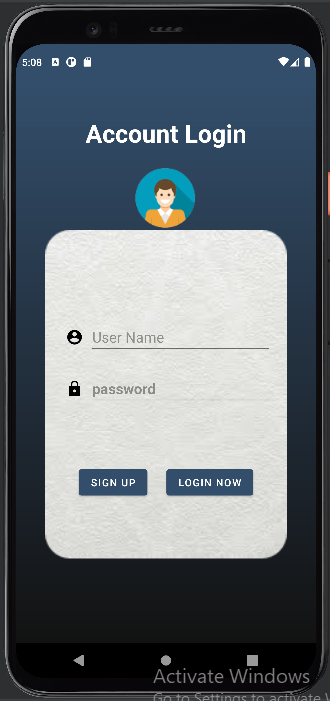 5:08
Account Login
User Name
password
SIGN UP
LOGIN NOW
Activate Windows
Go to Settings to activate